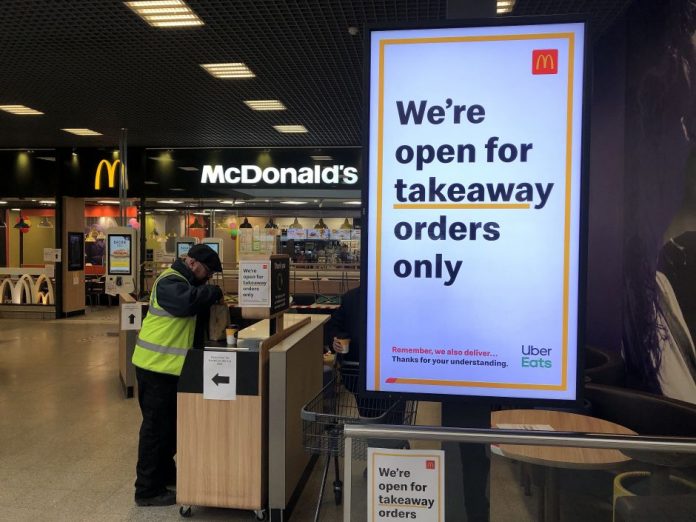 McDonald's
We're
open for
takeaway
orders
only
Remember, we also deliver...
Thanks for your understanding.
Uber
Eats
We're
open for
takeaway
orders
only
We're
open for
takeaway
orders